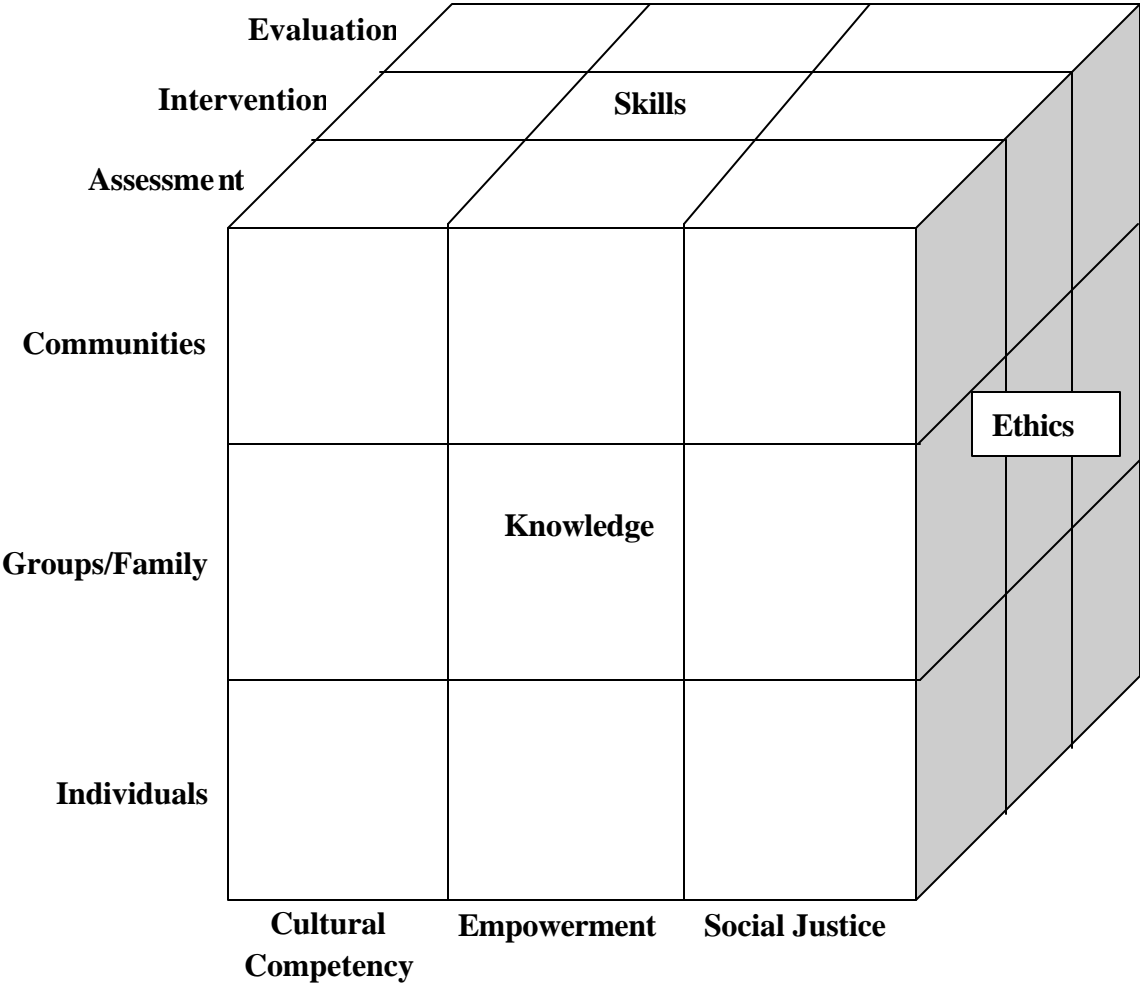 Evaluation
Intervention
Skills
Assessment
Communities
Ethics
Knowledge
Groups/Family
Individuals
Cultural
Competency
Empowerment
Social Justice